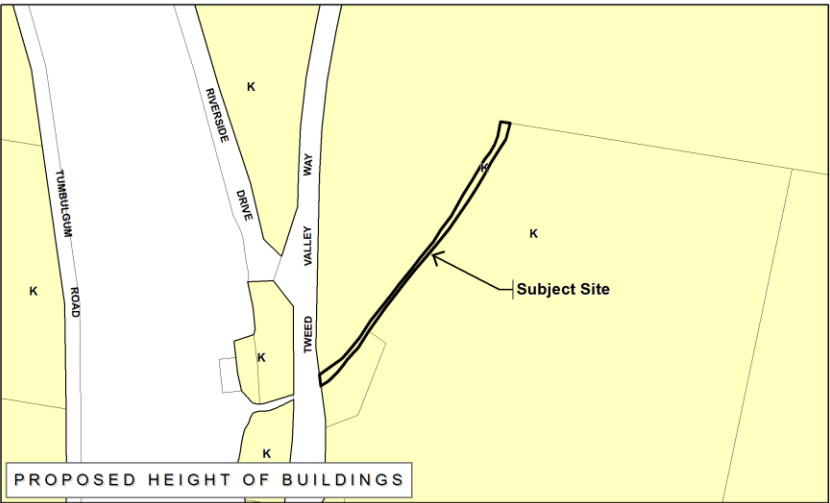 K
RIVERSIDE
DRIVE
TWEED VALLEY WAY
TUMBULGUM
ROAD
K
K
K
Subject Site
K
K
PROPOSED HEIGHT OF BUILDINGS